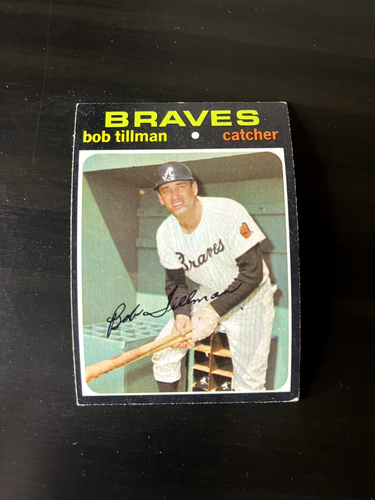 BRAVES
bob tillman • catcher
Braves
Bob Tillman